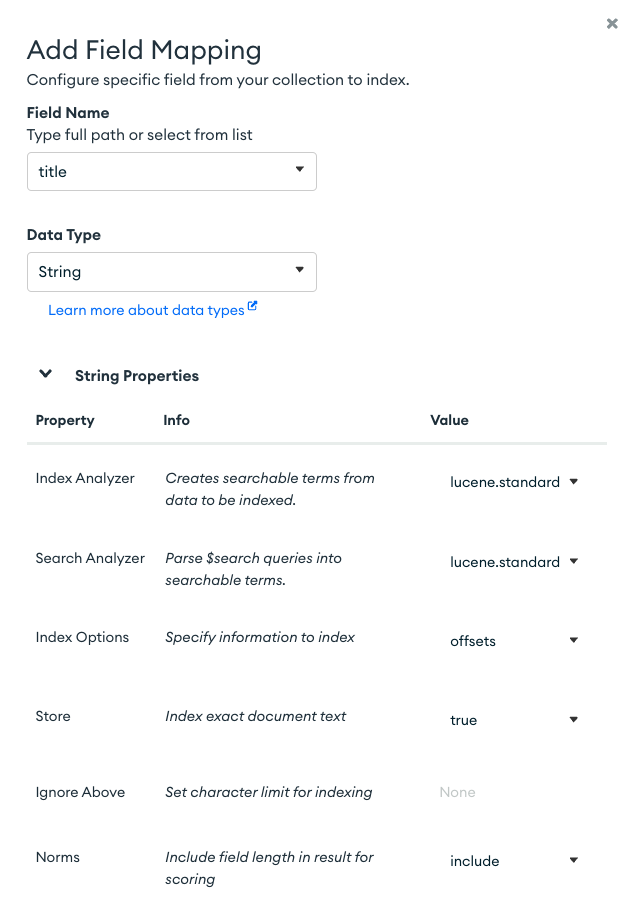 Add Field Mapping
Configure specific field from your collection to index.
Field Name
Type full path or select from list
title
Data Type
String
Learn more about data types
String Properties
Property Info Value
Index Analyzer Creates searchable terms from data to be indexed. lucene.standard
Search Analyzer Parse $search queries into searchable terms. lucene.standard
Index Options Specify information to index offsets
Store Index exact document text true
Ignore Above Set character limit for indexing None
Norms Include field length in result for scoring include